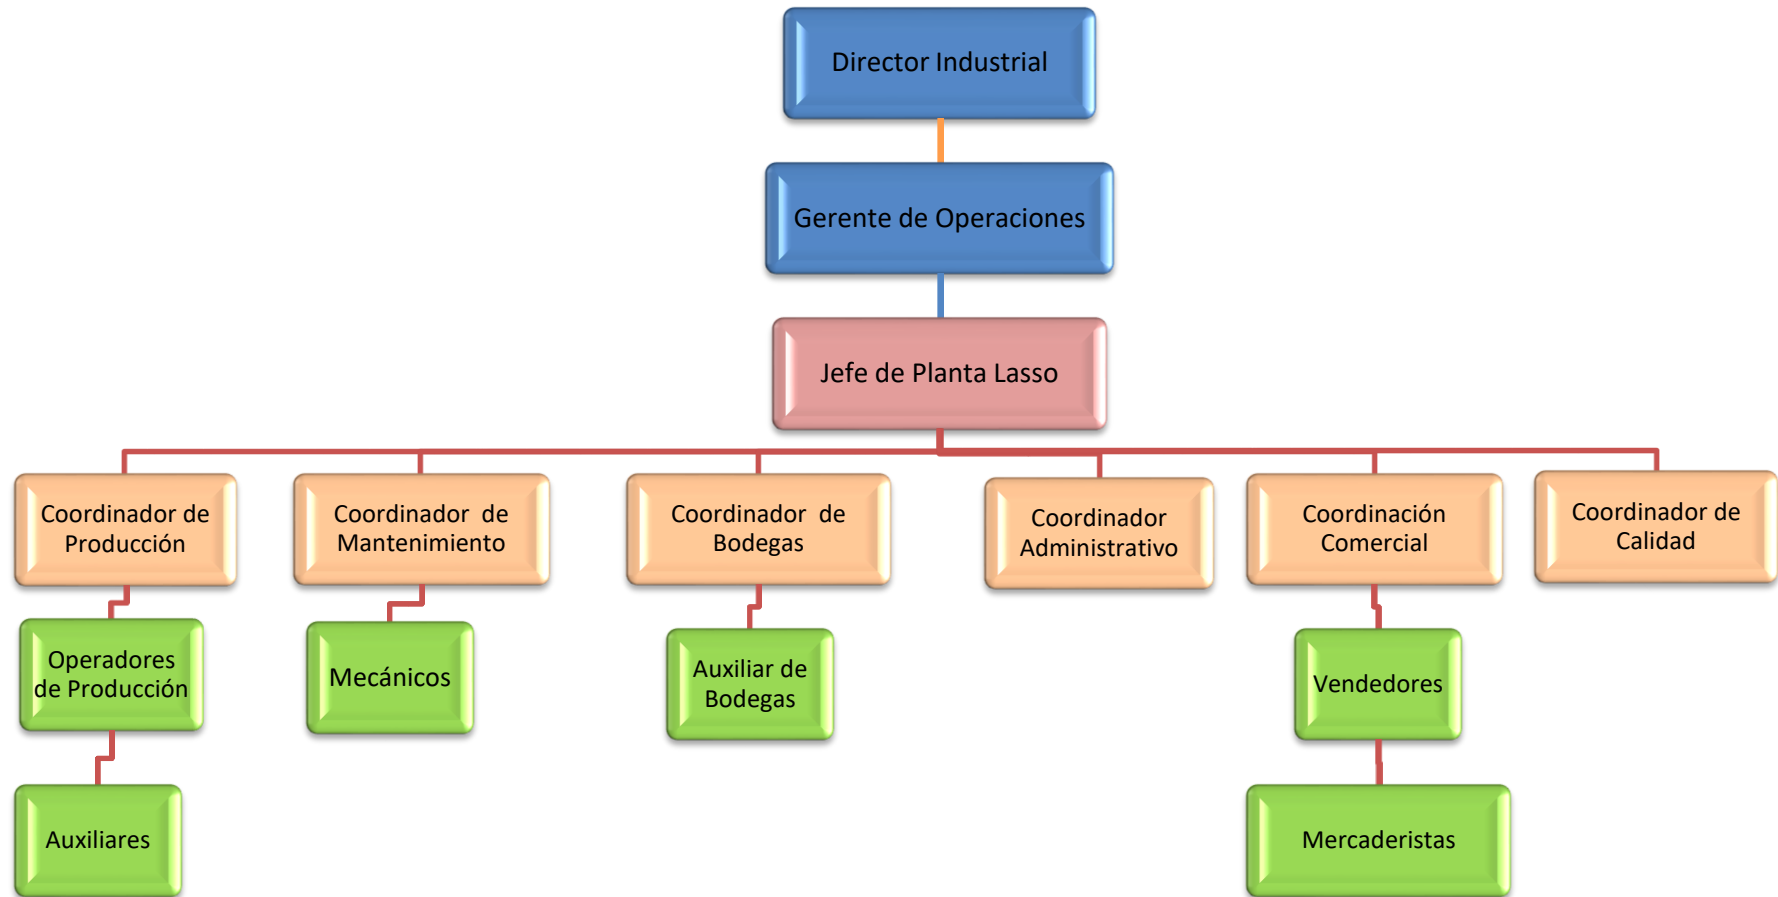 Director Industrial
Gerente de Operaciones
Jefe de Planta Lasso
Coordinador de
Producción
Coordinador  de
Mantenimiento
Coordinador  de
Bodegas
Coordinador
Administrativo
Coordinación
Comercial
Coordinador de
Calidad
Operadores
de Producción
Mecánicos
Auxiliar de
Bodegas
Vendedores
Auxiliares
Mercaderistas